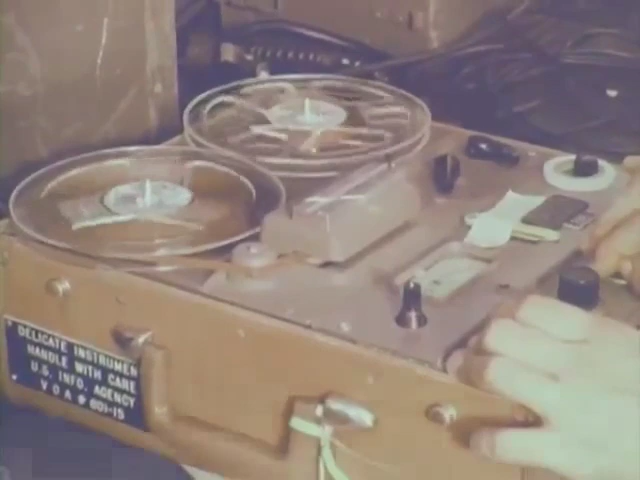 DELICATE INSTRUMEN
HANDLE WITH CARE
U.S. INFO. AGENCY
V O A # 601-15